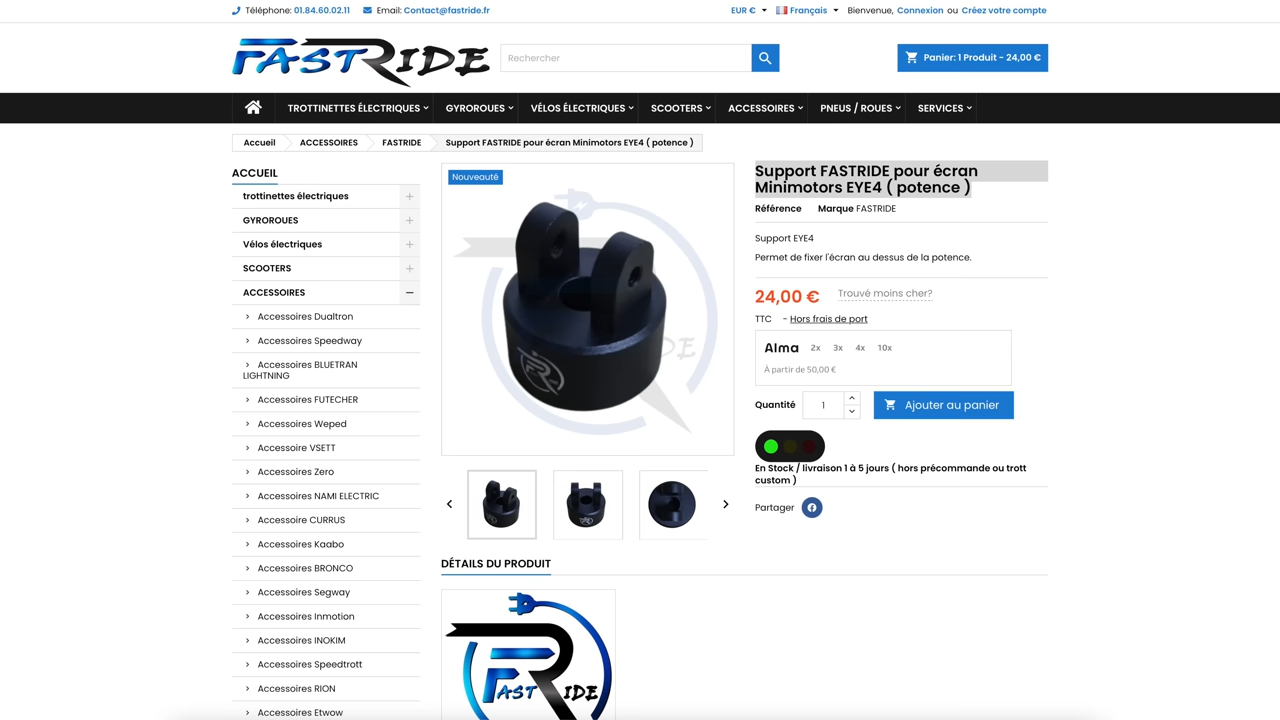 Téléphone: 01.84.60.02.11 Email: Contact@fastride.fr
EUR € Français Bienvenue, Connexion ou Créez votre compte
FASTRIDE
Rechercher
Panier: 1 Produit - 24,00 €
TROTTINETTES ÉLECTRIQUES GYROROUES VÉLOS ÉLECTRIQUES SCOOTERS ACCESSOIRES PNEUS / ROUES SERVICES
Accueil ACCESSOIRES FASTRIDE Support FASTRIDE pour écran Minimotors EYE4 ( potence )
ACCUEIL
trottinettes électriques
GYROROUES
Vélos électriques
SCOOTERS
ACCESSOIRES
Accessoires Dualtron
Accessoires Speedway
Accessoires BLUETRAN
LIGHTNING
Accessoires FUTECHER
Accessoires Weped
Accessoire VSETT
Accessoires Zero
Accessoires NAMI ELECTRIC
Accessoire CURRUS
Accessoires Kaabo
Accessoires BRONCO
Accessoires Segway
Accessoires Inmotion
Accessoires INOKIM
Accessoires Speedtrott
Accessoires RION
Accessoires Etwow
Nouveauté
Support FASTRIDE pour écran
Minimotors EYE4 ( potence )
Référence Marque FASTRIDE
Support EYE4
Permet de fixer l'écran au dessus de la potence.
24,00 € Trouvé moins cher?
TTC - Hors frais de port
Alma 2x 3x 4x 10x
À partir de 50,00 €
Quantité 1 Ajouter au panier
En Stock / livraison 1 à 5 jours ( hors précommande ou trott
custom )
Partager
DÉTAILS DU PRODUIT
FAST RIDE